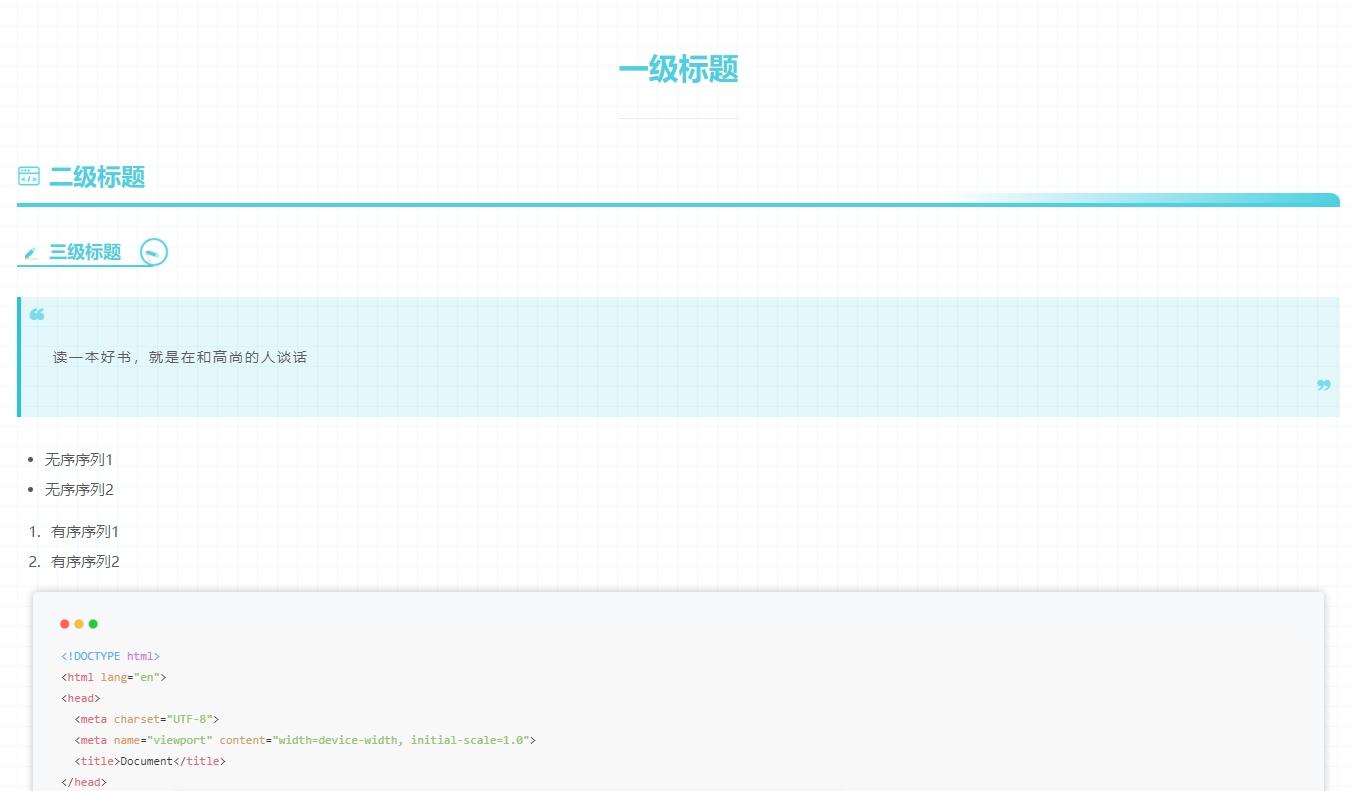 一级标题
二级标题
三级标题
❝
读一本好书，就是在和高尚的人谈话
❞
• 无序序列1
• 无序序列2
1. 有序序列1
2. 有序序列2
<!DOCTYPE html>
<html lang="en">
<head>
  <meta charset="UTF-8">
  <meta name="viewport" content="width=device-width, initial-scale=1.0">
  <title>Document</title>
</head>